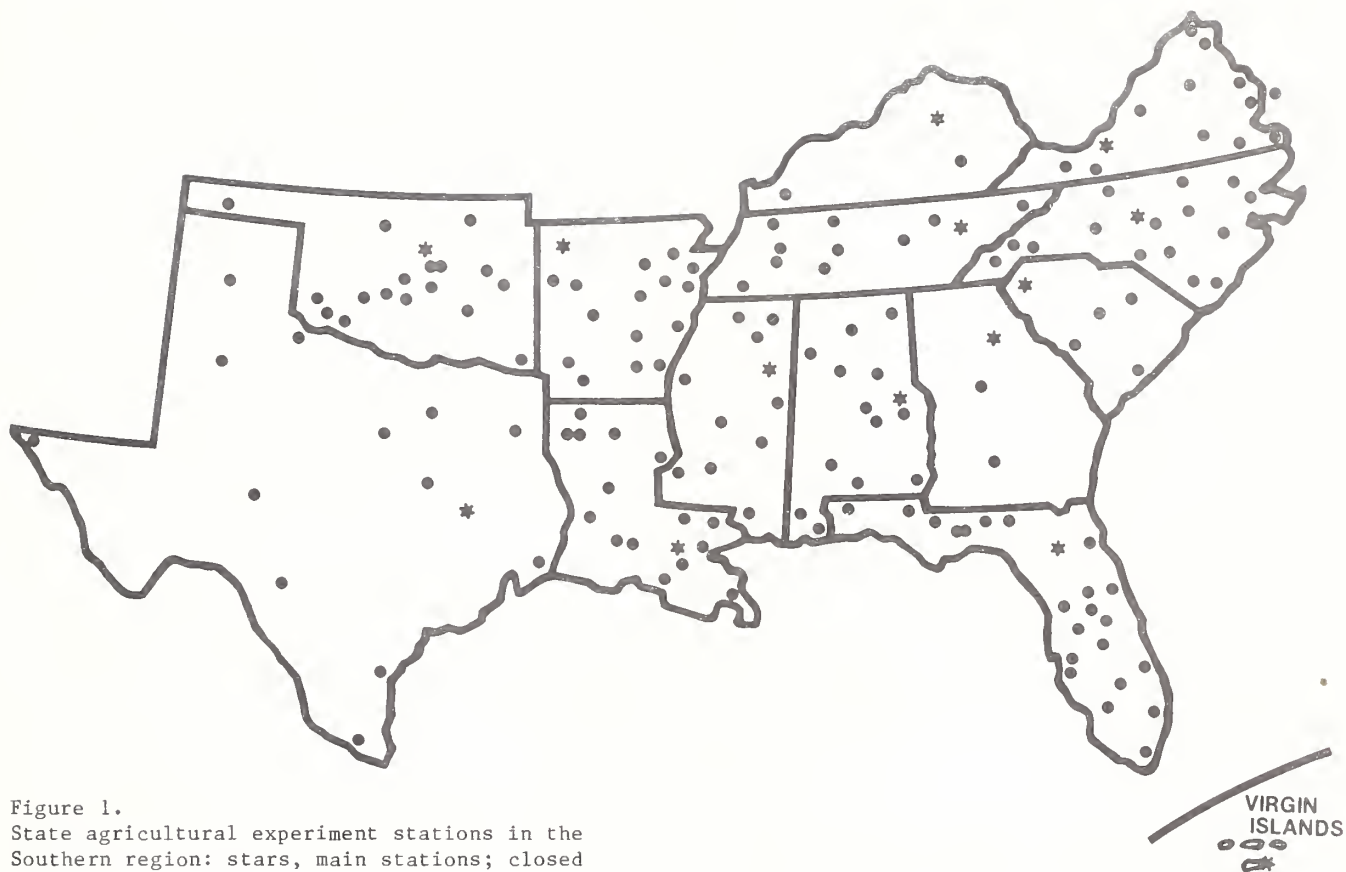 Figure 1.
State agricultural experiment stations in the
Southern region: stars, main stations; closed
VIRGIN
ISLANDS